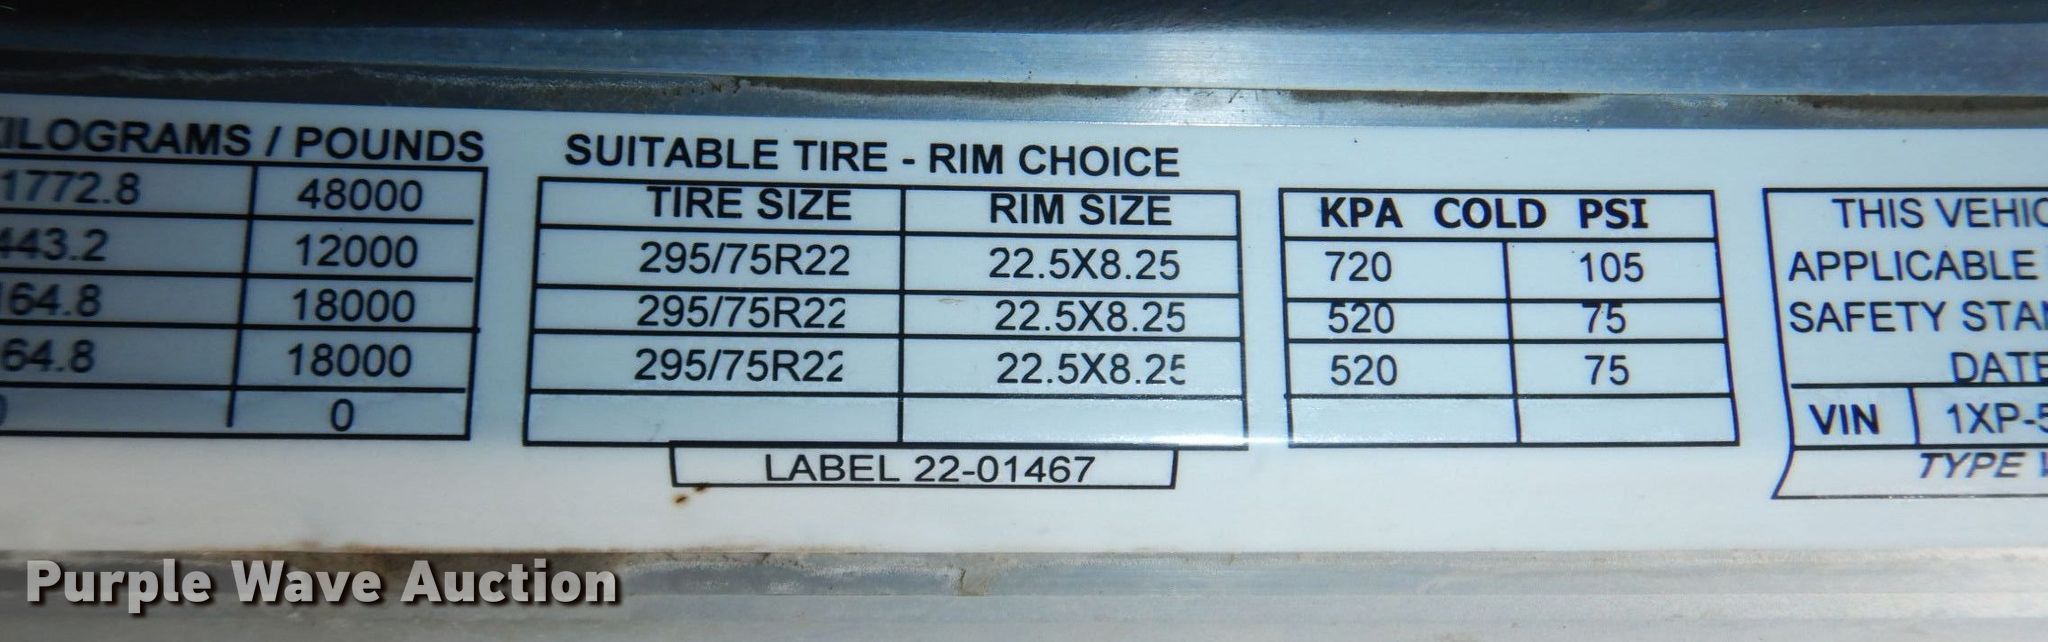 KILOGRAMS / POUNDS
SUITABLE TIRE - RIM CHOICE
1772.8 48000 TIRE SIZE RIM SIZE KPA COLD PSI THIS VEHIC
443.2 12000 295/75R22 22.5X8.25 720 105 APPLICABLE
164.8 18000 295/75R22 22.5X8.25 520 75 SAFETY STAN
64.8 18000 295/75R22 22.5X8.25 520 75 DATE
0 0 VIN 1XP-5
LABEL 22-01467 TYPE
Purple Wave Auction